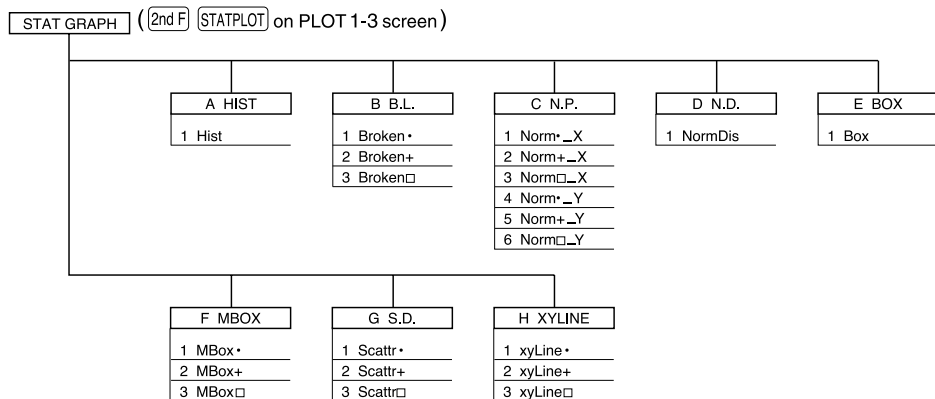 STAT GRAPH ( 2nd F STATPLOT on PLOT 1-3 screen )
A HIST
1 Hist
B B.L.
1 Broken•
2 Broken+
3 Broken□
C N.P.
1 Norm•_X
2 Norm+_X
3 Norm□_X
4 Norm•_Y
5 Norm+_Y
6 Norm□_Y
D N.D.
1 NormDis
E BOX
1 Box
F MBOX
1 MBox•
2 MBox+
3 MBox□
G S.D.
1 Scattr•
2 Scattr+
3 Scattr□
H XYLINE
1 xyLine•
2 xyLine+
3 xyLine□